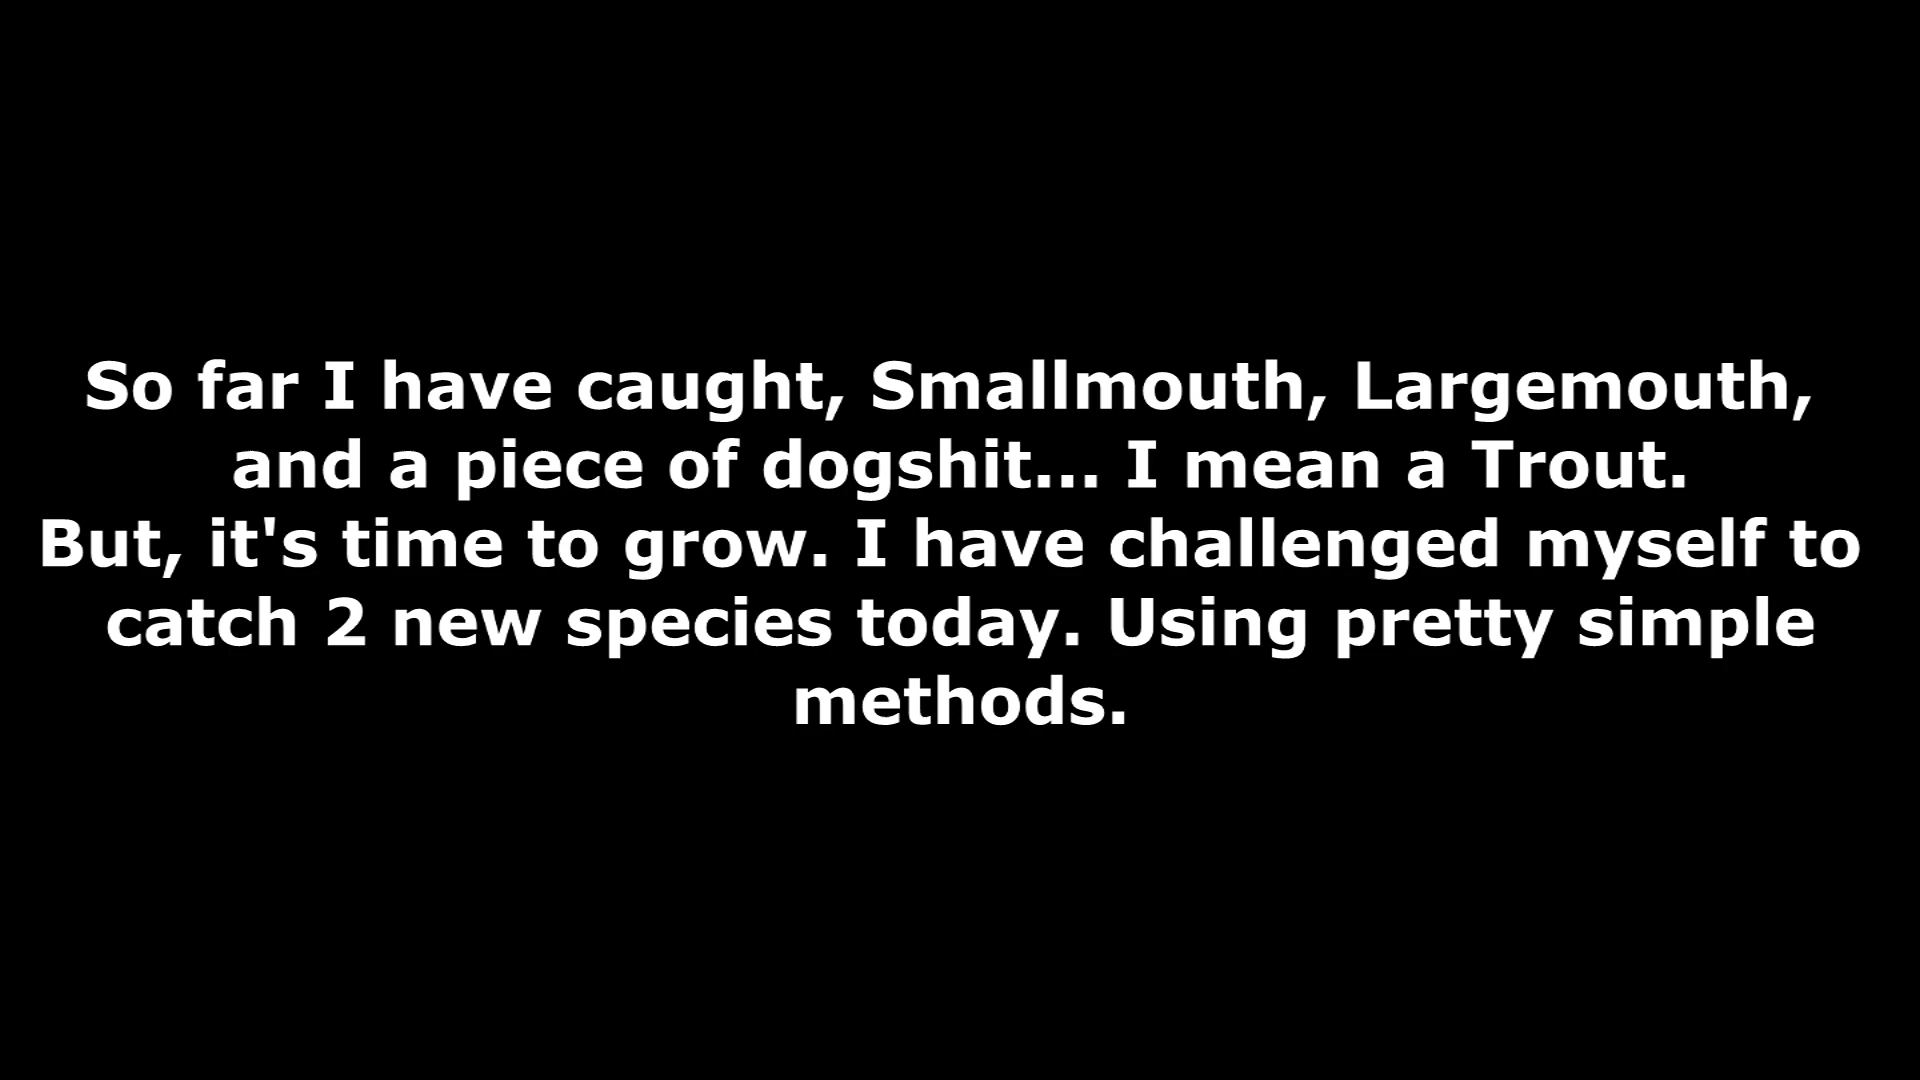 So far I have caught, Smallmouth, Largemouth,
and a piece of dogshit... I mean a Trout.
But, it's time to grow. I have challenged myself to
catch 2 new species today. Using pretty simple
methods.